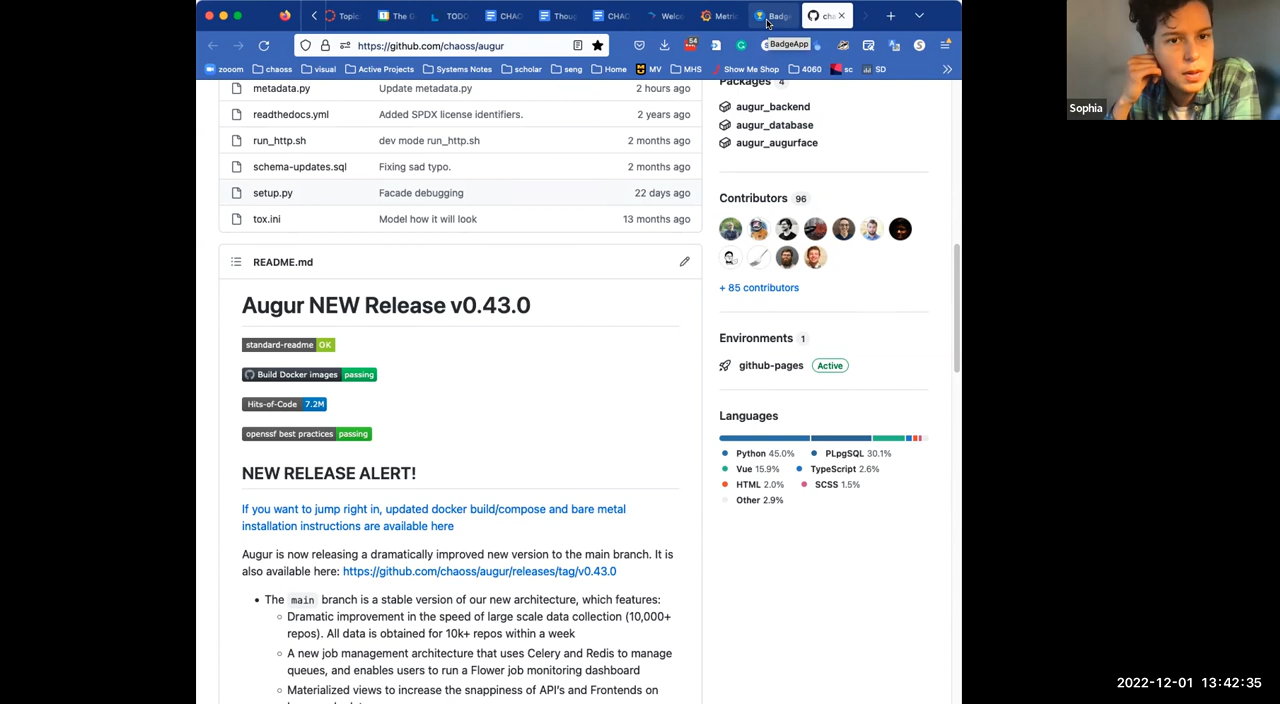 Topic
The G
TODO
CHAO
Thoug
CHAO
Welco
Metric
Badg
cha
https://github.com/chaoss/augur
54
BadgeApp
zooom
chaoss
visual
Active Projects
Systems Notes
scholar
seng
Home
MV
MHS
Show Me Shop
4060
sc
SD
Sophia
metadata.py Update metadata.py 2 hours ago
readthedocs.yml Added SPDX license identifiers. 2 years ago
run_http.sh dev mode run_http.sh 2 months ago
schema-updates.sql Fixing sad typo. 2 months ago
setup.py Facade debugging 22 days ago
tox.ini Model how it will look 13 months ago
README.md
Augur NEW Release v0.43.0
standard-readme OK
Build Docker images passing
Hits-of-Code 7.2M
openssf best practices passing
NEW RELEASE ALERT!
If you want to jump right in, updated docker build/compose and bare metal
installation instructions are available here
Augur is now releasing a dramatically improved new version to the main branch. It is
also available here: https://github.com/chaoss/augur/releases/tag/v0.43.0
The main branch is a stable version of our new architecture, which features:
Dramatic improvement in the speed of large scale data collection (10,000+
repos). All data is obtained for 10k+ repos within a week
A new job management architecture that uses Celery and Redis to manage
queues, and enables users to run a Flower job monitoring dashboard
Materialized views to increase the snappiness of API's and Frontends on
Packages 4
augur_backend
augur_database
augur_augurface
Contributors 96
+ 85 contributors
Environments 1
github-pages Active
Languages
Python 45.0% PLpgSQL 30.1%
Vue 15.9% TypeScript 2.6%
HTML 2.0% SCSS 1.5%
Other 2.9%
2022-12-01 13:42:35